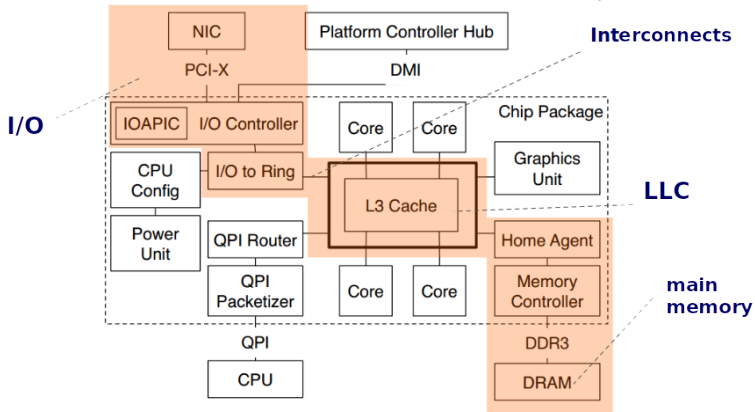 NIC
Platform Controller Hub
Interconnects
PCI-X
DMI
I/O
IOAPIC
I/O Controller
Core
Core
Chip Package
CPU
Config
I/O to Ring
Graphics
Unit
L3 Cache
LLC
Power
Unit
QPI Router
Home Agent
QPI
Packetizer
Core
Core
Memory
Controller
main
memory
QPI
DDR3
CPU
DRAM